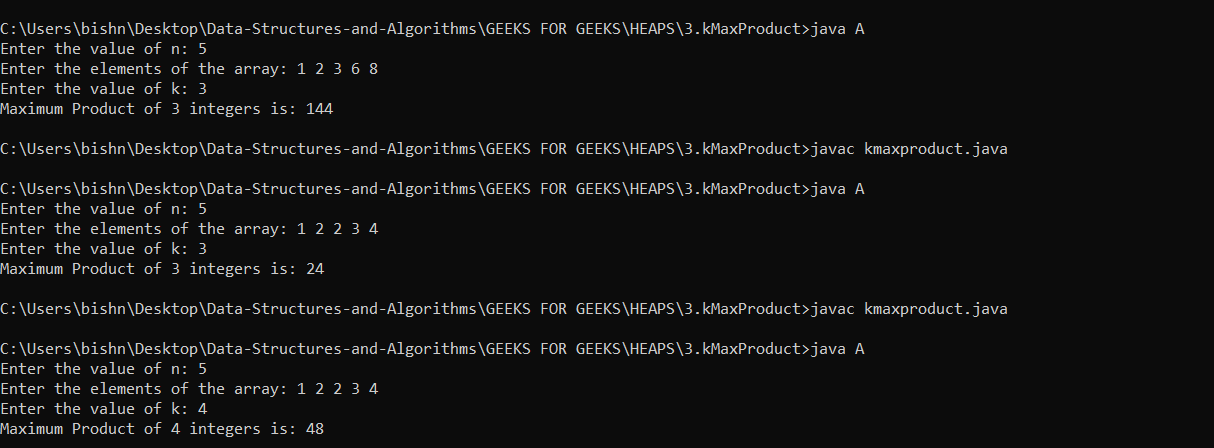 C:\Users\bishn\Desktop\Data-Structures-and-Algorithms\GEEKS FOR GEEKS\HEAPS\3.kMaxProduct>java A
Enter the value of n: 5
Enter the elements of the array: 1 2 3 6 8
Enter the value of k: 3
Maximum Product of 3 integers is: 144
C:\Users\bishn\Desktop\Data-Structures-and-Algorithms\GEEKS FOR GEEKS\HEAPS\3.kMaxProduct>javac kmaxproduct.java
C:\Users\bishn\Desktop\Data-Structures-and-Algorithms\GEEKS FOR GEEKS\HEAPS\3.kMaxProduct>java A
Enter the value of n: 5
Enter the elements of the array: 1 2 2 3 4
Enter the value of k: 3
Maximum Product of 3 integers is: 24
C:\Users\bishn\Desktop\Data-Structures-and-Algorithms\GEEKS FOR GEEKS\HEAPS\3.kMaxProduct>javac kmaxproduct.java
C:\Users\bishn\Desktop\Data-Structures-and-Algorithms\GEEKS FOR GEEKS\HEAPS\3.kMaxProduct>java A
Enter the value of n: 5
Enter the elements of the array: 1 2 2 3 4
Enter the value of k: 4
Maximum Product of 4 integers is: 48